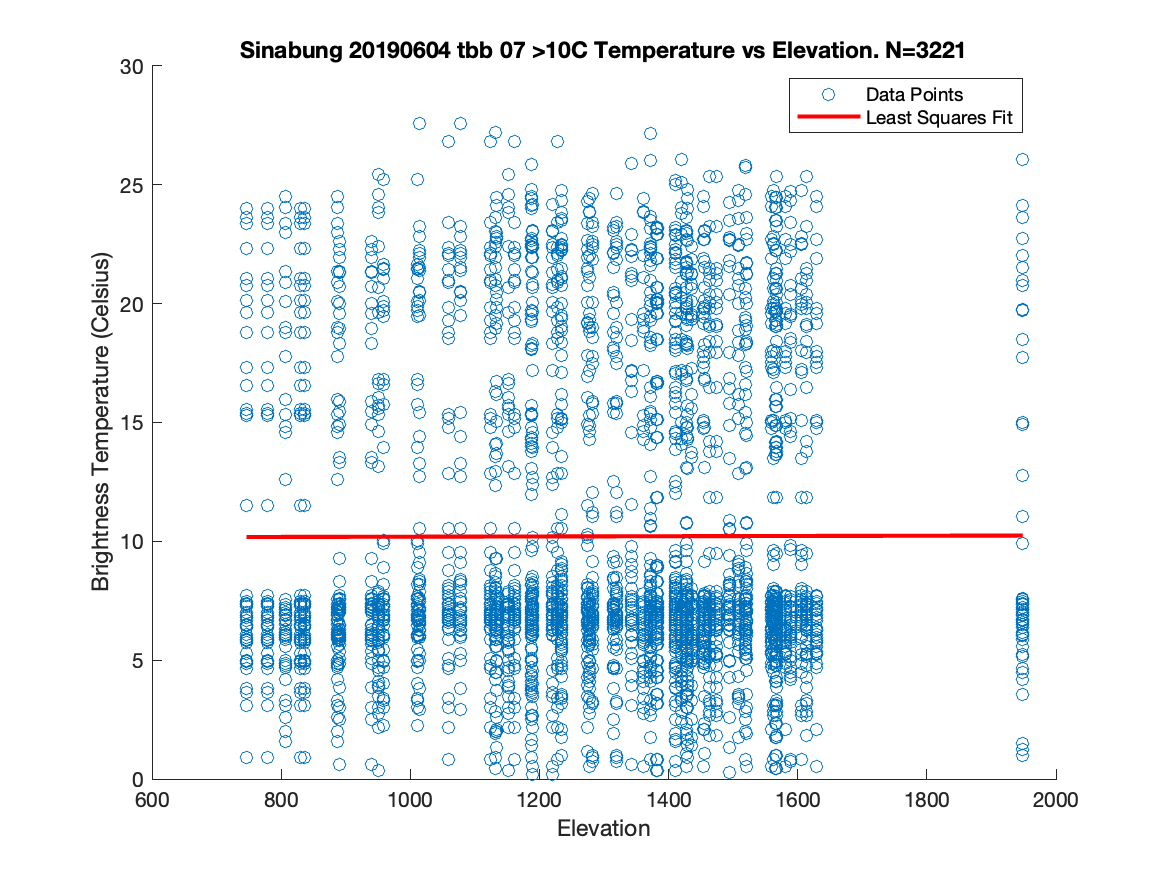 Sinabung 20190604 tbb 07 >10C Temperature vs Elevation. N=3221
Data Points
Least Squares Fit
Brightness Temperature (Celsius)
30
25
20
15
10
5
0
600 800 1000 1200 1400 1600 1800 2000
Elevation